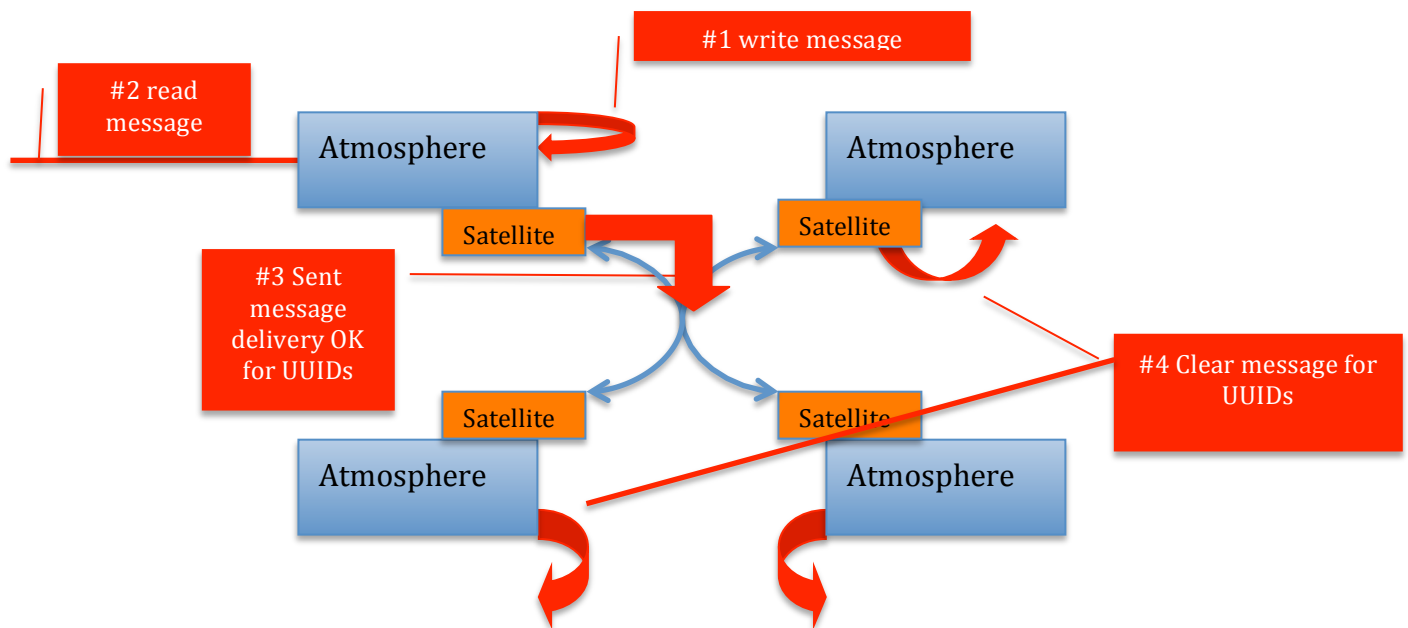 #1 write message
#2 read
message
Atmosphere
Atmosphere
Satellite
Satellite
#3 Sent
message
delivery OK
for UUIDs
#4 Clear message for
UUIDs
Satellite
Satellite
Atmosphere
Atmosphere